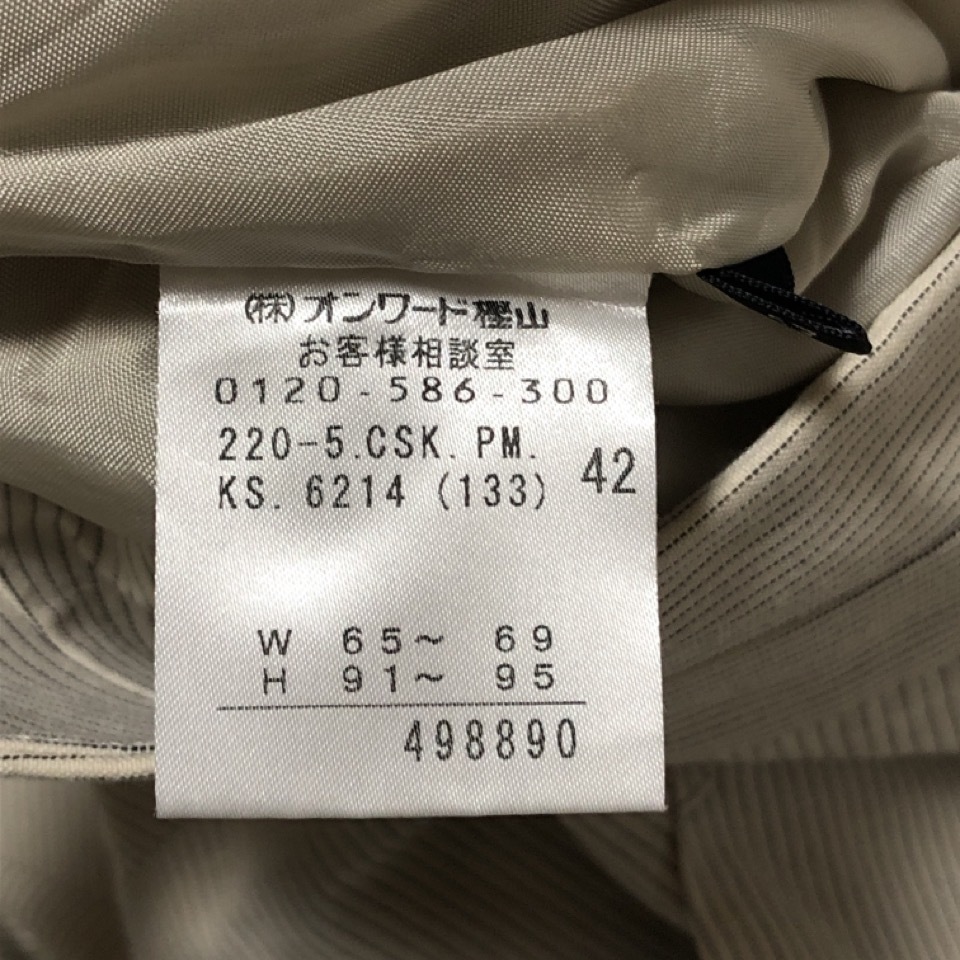 (株)オンワード樫山
お客様相談室
0120-586-300
220-5.CSK.PM.
KS.6214(133) 42
W 65～ 69
H 91～ 95
498890